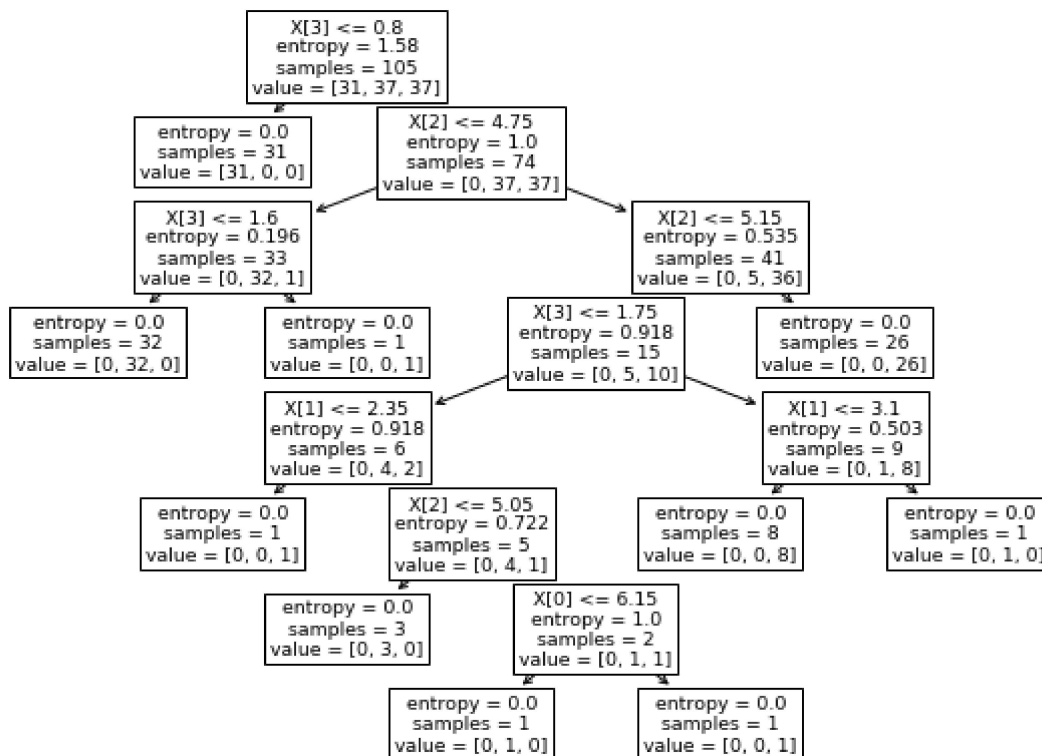 X[3] <= 0.8
entropy = 1.58
samples = 105
value = [31, 37, 37]
entropy = 0.0
samples = 31
value = [31, 0, 0]
X[2] <= 4.75
entropy = 1.0
samples = 74
value = [0, 37, 37]
X[3] <= 1.6
entropy = 0.196
samples = 33
value = [0, 32, 1]
X[2] <= 5.15
entropy = 0.535
samples = 41
value = [0, 5, 36]
entropy = 0.0
samples = 32
value = [0, 32, 0]
entropy = 0.0
samples = 1
value = [0, 0, 1]
X[3] <= 1.75
entropy = 0.918
samples = 15
value = [0, 5, 10]
entropy = 0.0
samples = 26
value = [0, 0, 26]
X[1] <= 2.35
entropy = 0.918
samples = 6
value = [0, 4, 2]
X[1] <= 3.1
entropy = 0.503
samples = 9
value = [0, 1, 8]
entropy = 0.0
samples = 1
value = [0, 0, 1]
X[2] <= 5.05
entropy = 0.722
samples = 5
value = [0, 4, 1]
entropy = 0.0
samples = 8
value = [0, 0, 8]
entropy = 0.0
samples = 1
value = [0, 1, 0]
entropy = 0.0
samples = 3
value = [0, 3, 0]
X[0] <= 6.15
entropy = 1.0
samples = 2
value = [0, 1, 1]
entropy = 0.0
samples = 1
value = [0, 1, 0]
entropy = 0.0
samples = 1
value = [0, 0, 1]